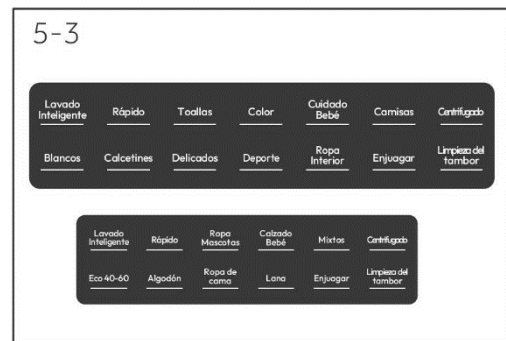 5-3
Lavado Inteligente Rápido Toallas Color Cuidado Bebé Camisas Centrifugado
Blancos Calcetines Delicados Deporte Ropa Interior Enjuagar Limpieza del tambor
Lavado Inteligente Rápido Ropa Mascotas Calzado Bebé Mixtos Centrifugado
Eco 40-60 Algodón Ropa de cama Lana Enjuagar Limpieza del tambor